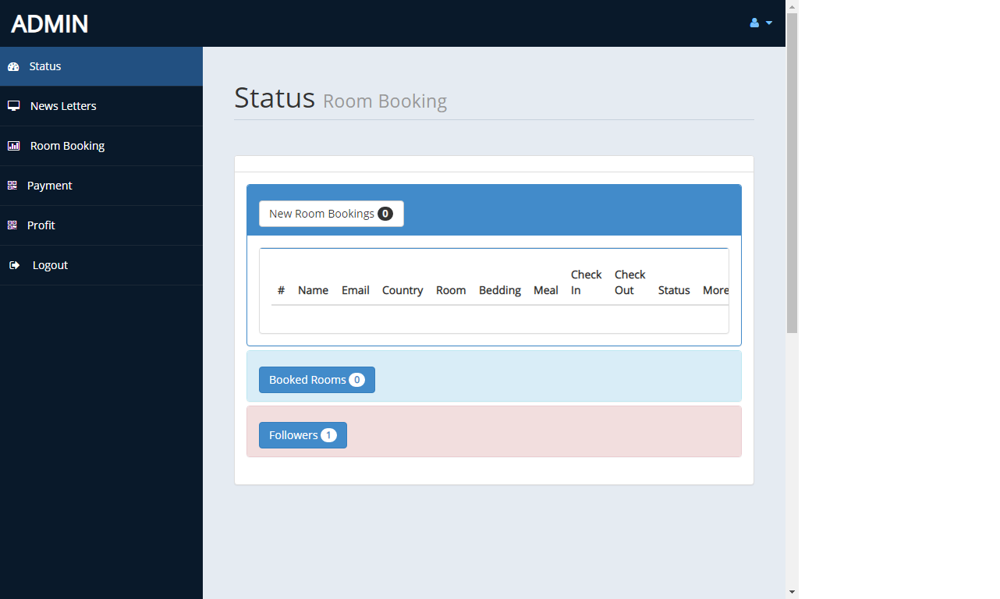 ADMIN
Status
News Letters
Room Booking
Payment
Profit
Logout
Status Room Booking
New Room Bookings 0
# Name Email Country Room Bedding Meal Check In Check Out Status More
Booked Rooms 0
Followers 1